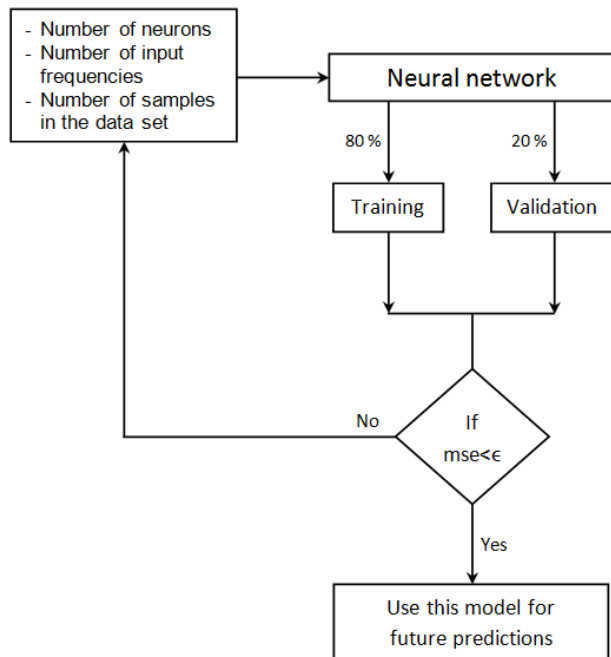 - Number of neurons
- Number of input
frequencies
- Number of samples
in the data set
Neural network
80 %
20 %
Training
Validation
If
mse<ϵ
No
Yes
Use this model for
future predictions